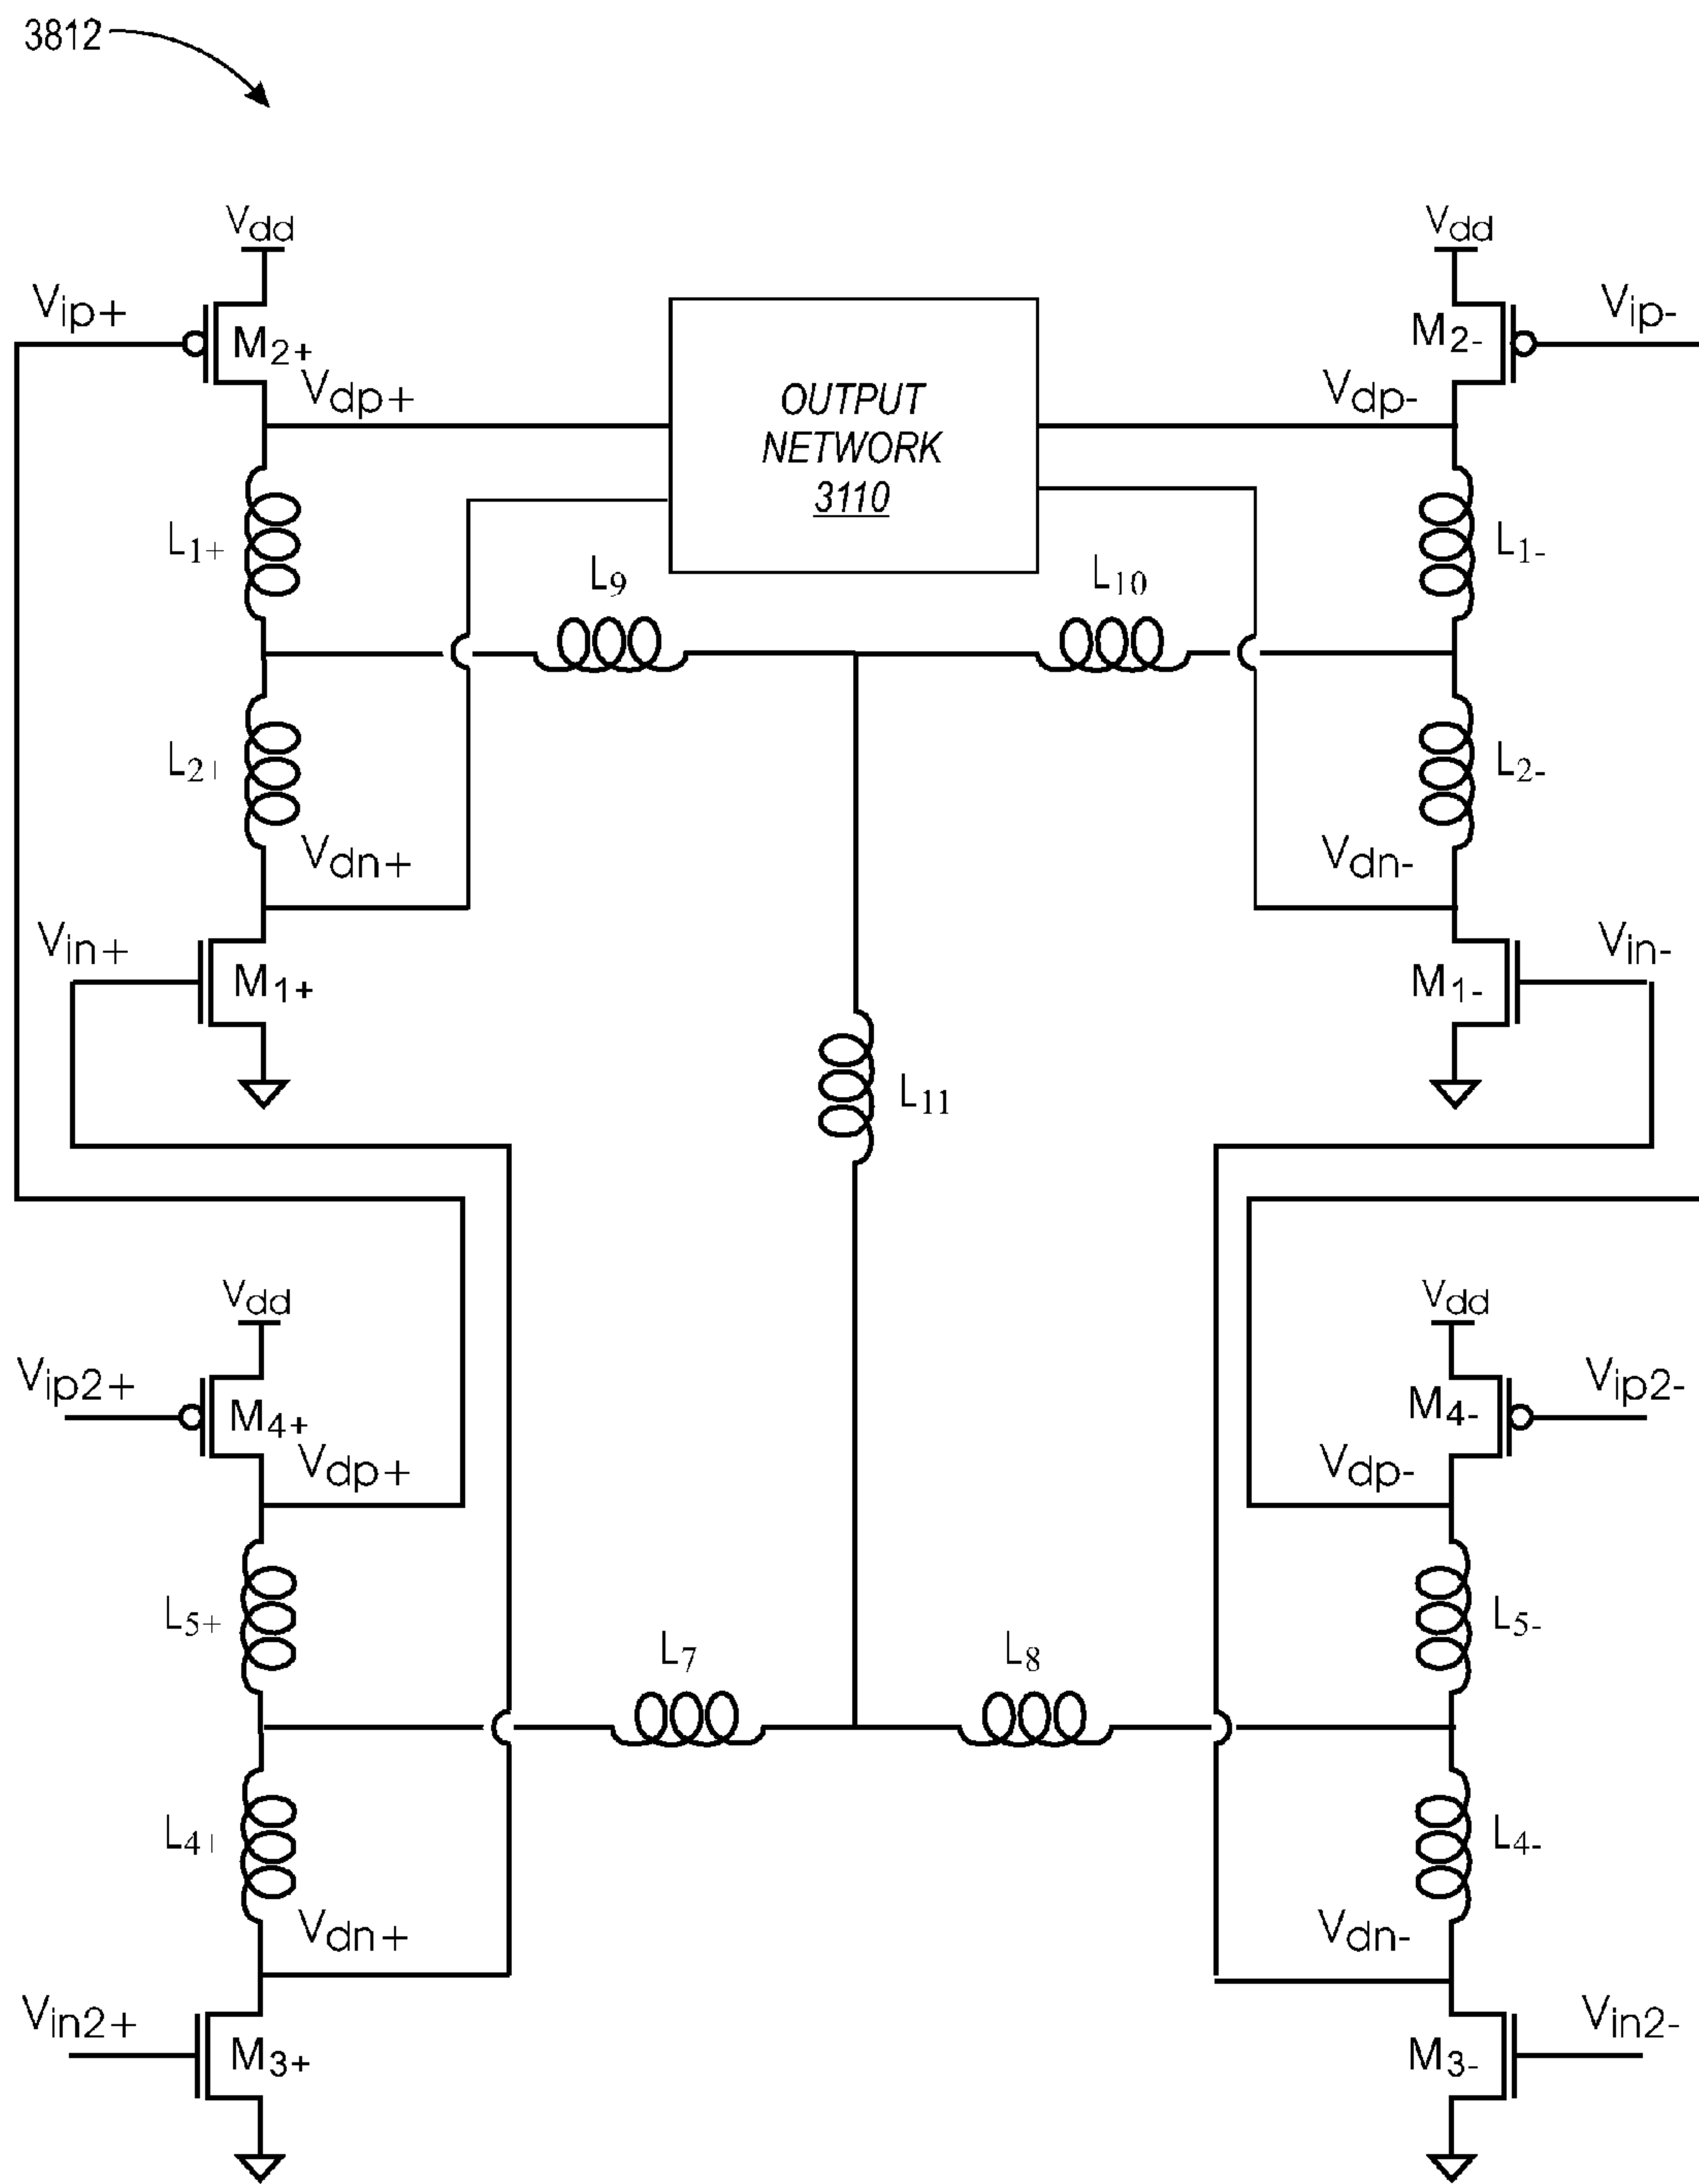 3812
Vdd
Vdd
Vip+
Vip-
M2+
M2-
Vdp+
Vdp-
OUTPUT
NETWORK
3110
L1+
L1-
L9
L10
L2+
L2-
Vdn+
Vdn-
Vin+
Vin-
M1+
M1-
L11
Vdd
Vdd
Vip2+
Vip2-
M4+
M4-
Vdp+
Vdp-
L5+
L5-
L7
L8
L4+
L4-
Vdn+
Vdn-
Vin2+
Vin2-
M3+
M3-